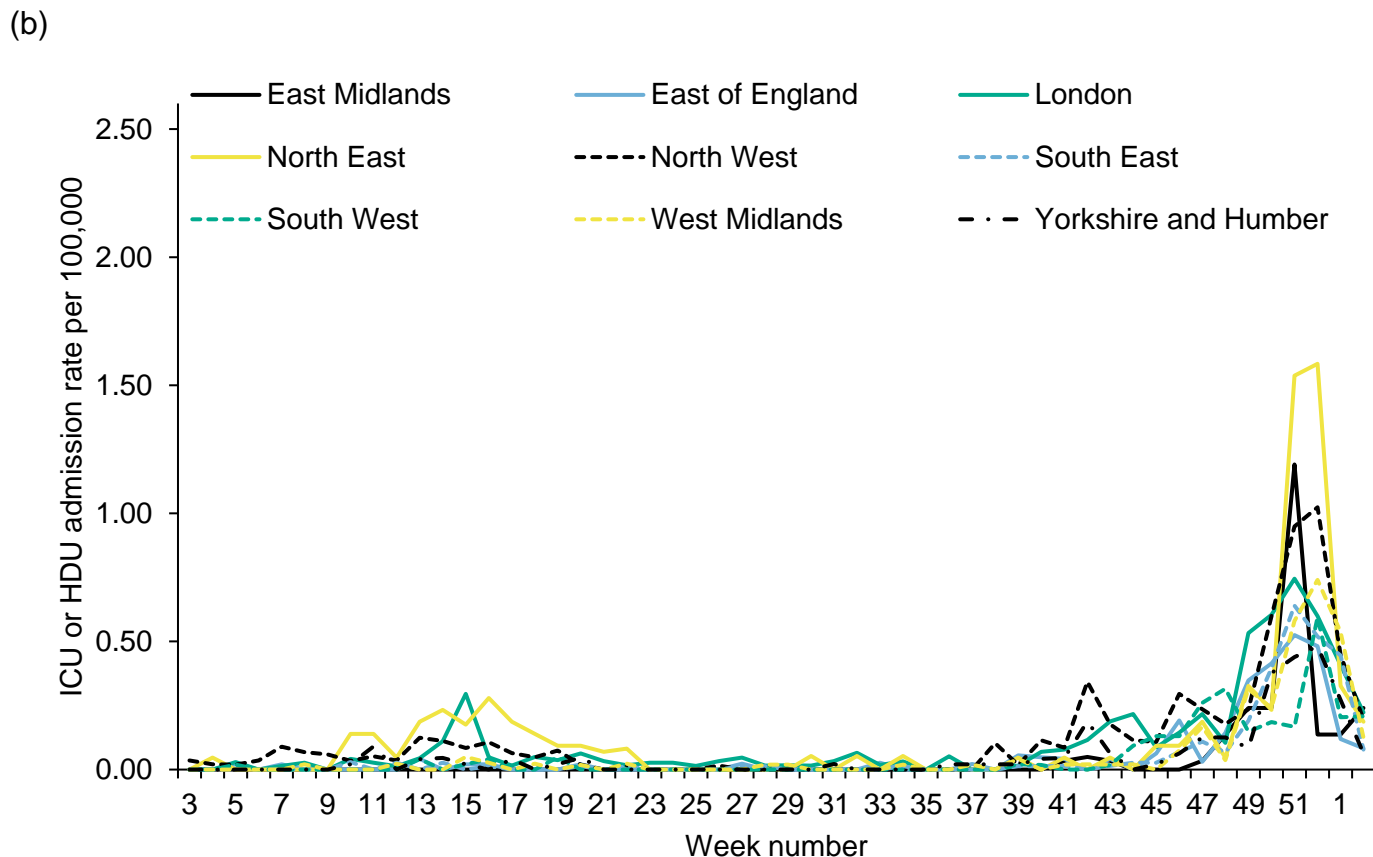 (b)
East Midlands East of England London
2.50
North East North West South East
South West West Midlands Yorkshire and Humber
2.00
1.50
1.00
0.50
0.00
ICU or HDU admission rate per 100,000
3 5 7 9 11 13 15 17 19 21 23 25 27 29 31 33 35 37 39 41 43 45 47 49 51 1
Week number